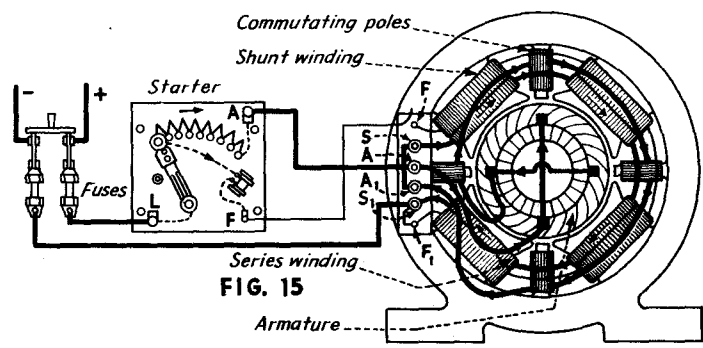 Commutating poles
Shunt winding
Starter
- +
A
F
S
A
A1
S1
F1
Fuses
L
F
Series winding
FIG. 15
Armature